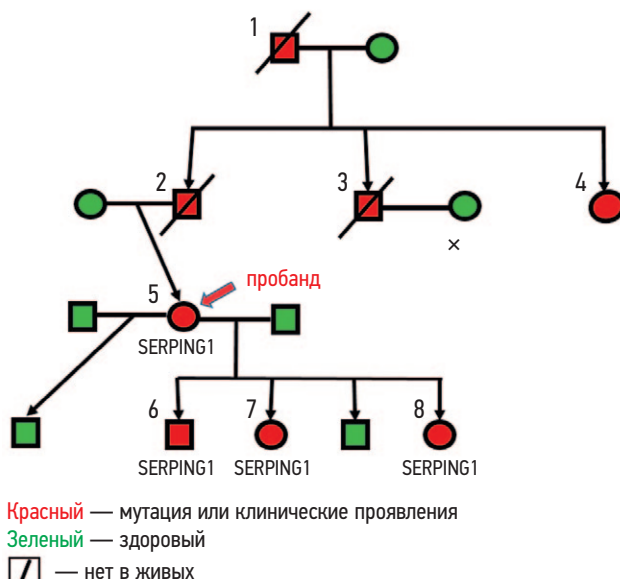 1
2
3
4
×
5
пробанд
SERPING1
6
7
8
SERPING1
SERPING1
SERPING1
Красный — мутация или клинические проявления
Зеленый — здоровый
— нет в живых